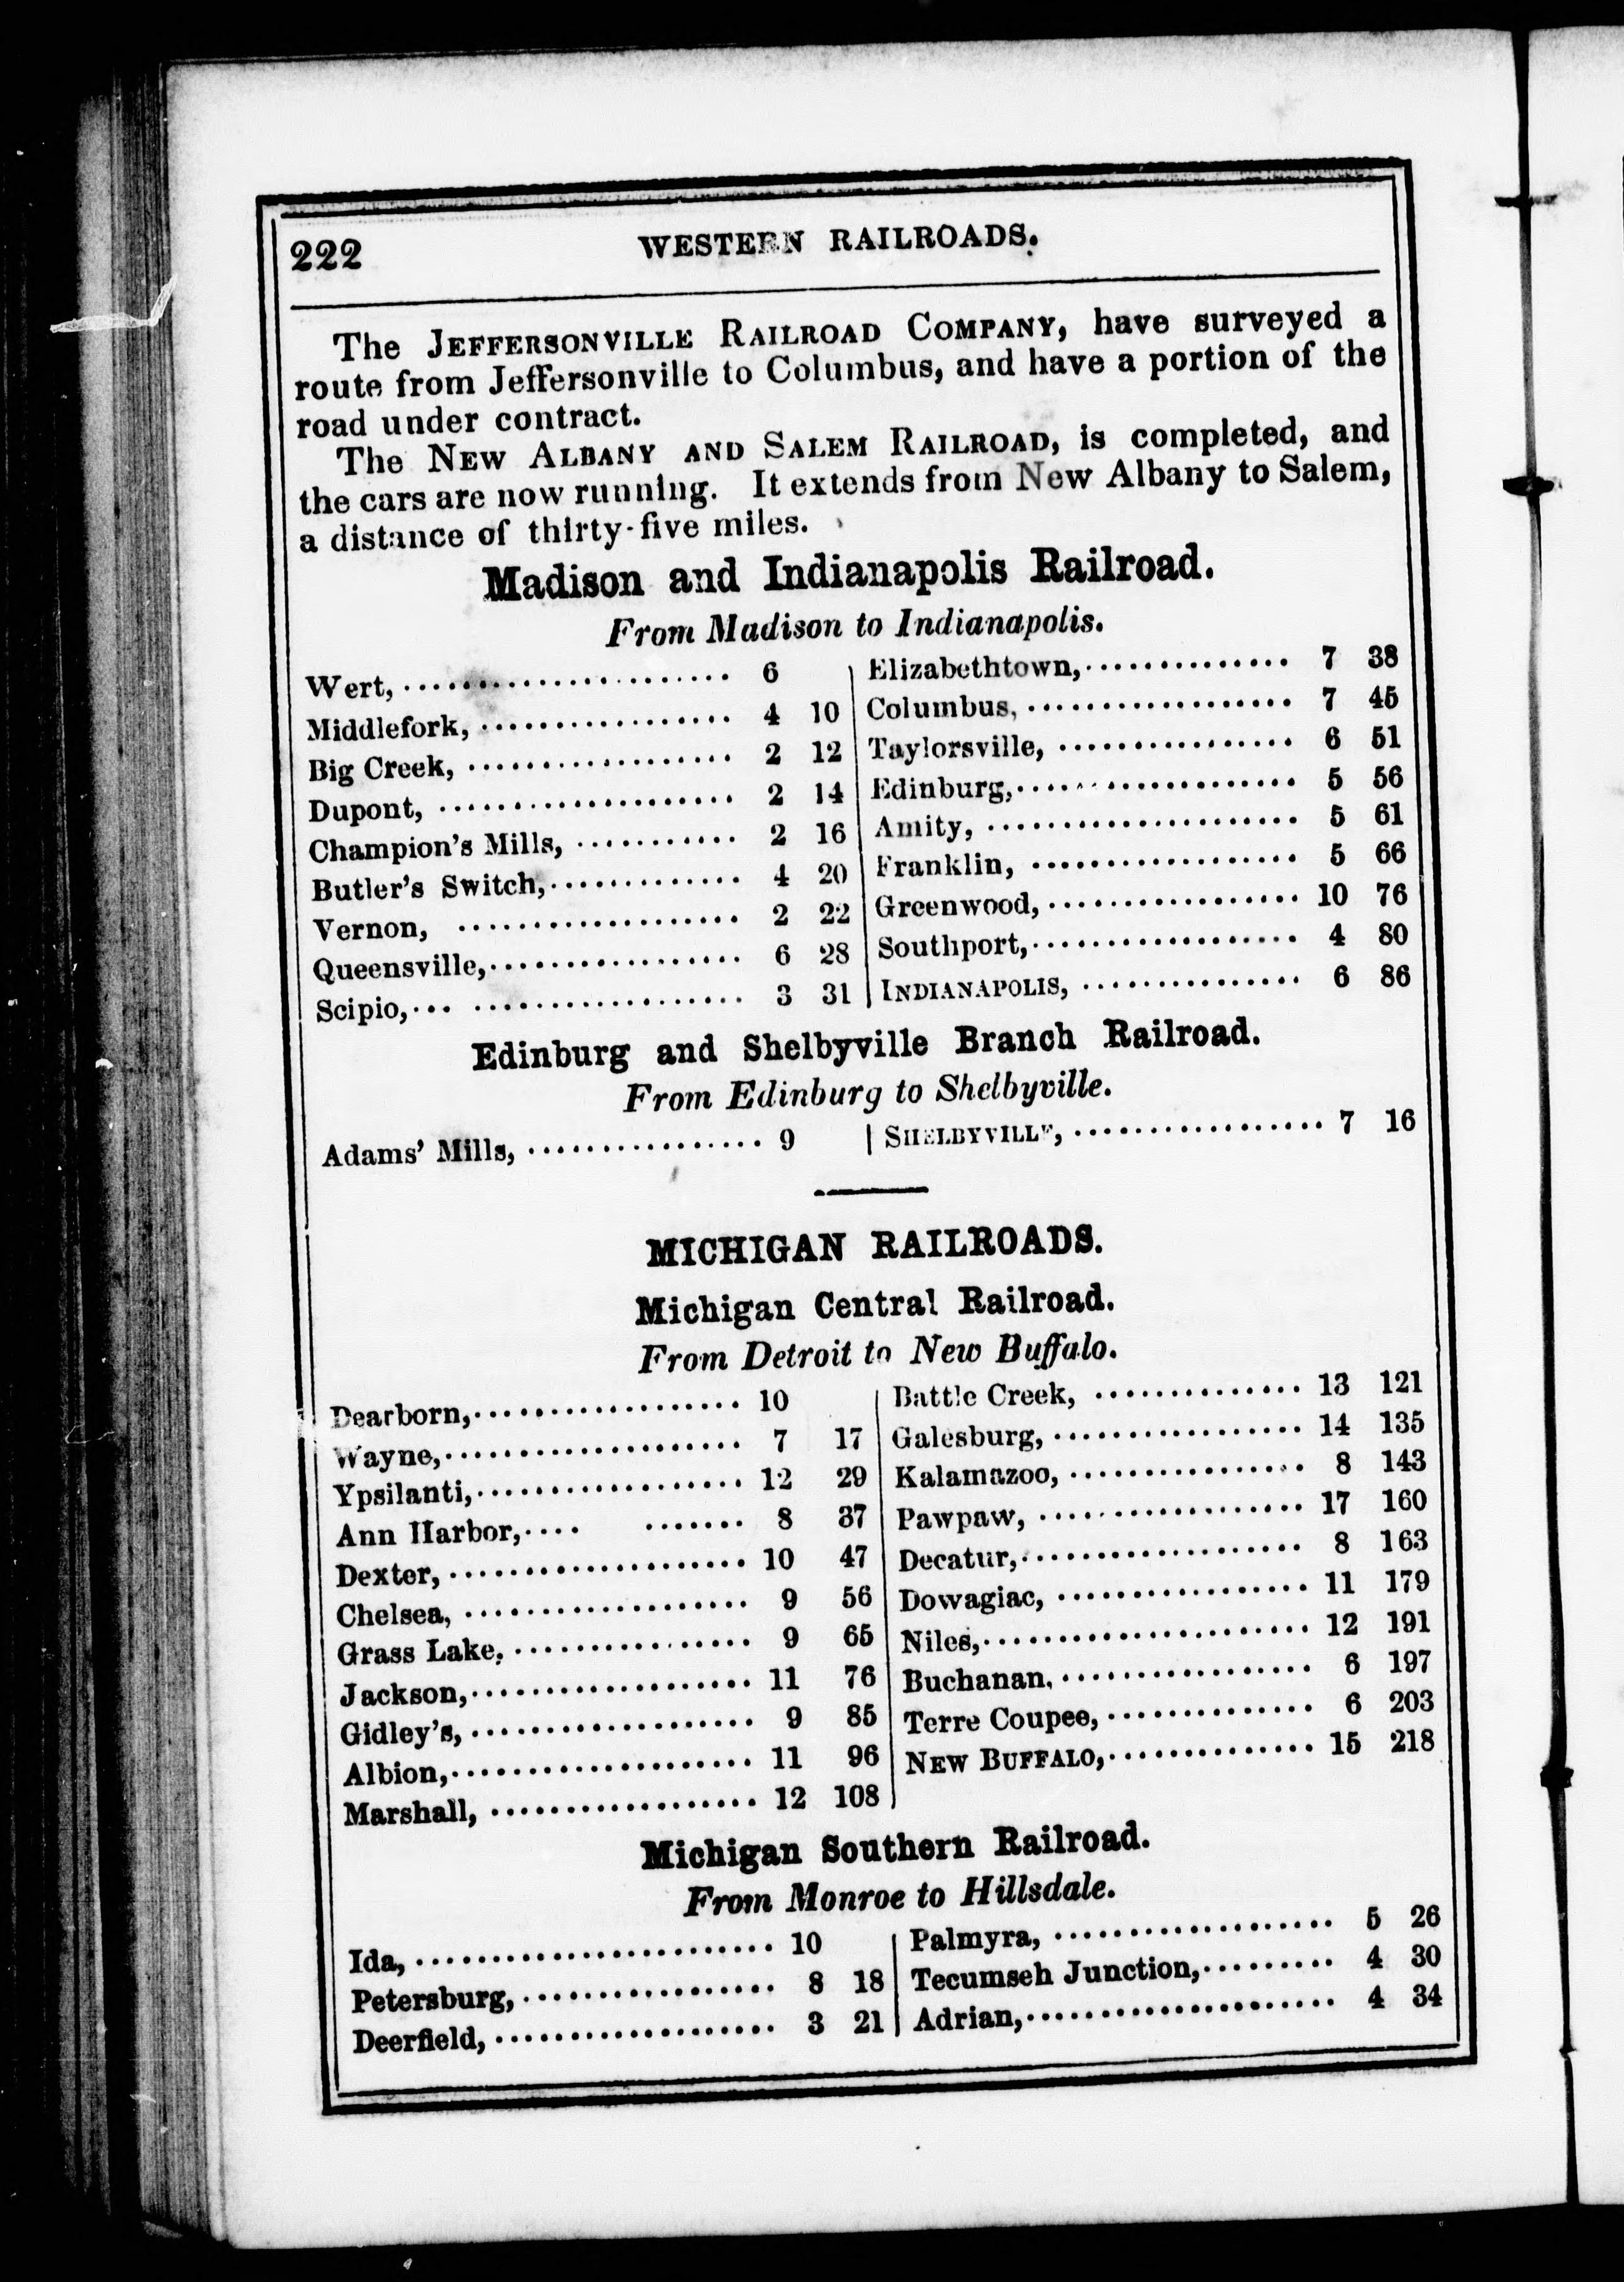 222 WESTERN RAILROADS.
The JEFFERSONVILLE RAILROAD COMPANY, have surveyed a
route from Jeffersonville to Columbus, and have a portion of the
road under contract.
The NEW ALBANY AND SALEM RAILROAD, is completed, and
the cars are now running. It extends from New Albany to Salem,
a distance of thirty-five miles.
Madison and Indianapolis Railroad.
From Madison to Indianapolis.
Wert, 6
Middlefork, 4 10
Big Creek, 2 12
Dupont, 2 14
Champion's Mills, 2 16
Butler's Switch, 4 20
Vernon, 2 22
Queensville, 6 28
Scipio, 3 31
Elizabethtown, 7 38
Columbus, 7 45
Taylorsville, 6 51
Edinburg, 5 56
Amity, 5 61
Franklin, 5 66
Greenwood, 10 76
Southport, 4 80
INDIANAPOLIS, 6 86
Edinburg and Shelbyville Branch Railroad.
From Edinburg to Shelbyville.
Adams' Mills, 9
SHELBYVILLE, 7 16
MICHIGAN RAILROADS.
Michigan Central Railroad.
From Detroit to New Buffalo.
Dearborn, 10
Wayne, 7 17
Ypsilanti, 12 29
Ann Harbor, 8 37
Dexter, 10 47
Chelsea, 9 56
Grass Lake, 9 65
Jackson, 11 76
Gidley's, 9 85
Albion, 11 96
Marshall, 12 108
Battle Creek, 13 121
Galesburg, 14 135
Kalamazoo, 8 143
Pawpaw, 17 160
Decatur, 8 163
Dowagiac, 11 179
Niles, 12 191
Buchanan, 6 197
Terre Coupee, 6 203
NEW BUFFALO, 15 218
Michigan Southern Railroad.
From Monroe to Hillsdale.
Ida, 10
Petersburg, 8 18
Deerfield, 3 21
Palmyra, 5 26
Tecumseh Junction, 4 30
Adrian, 4 34